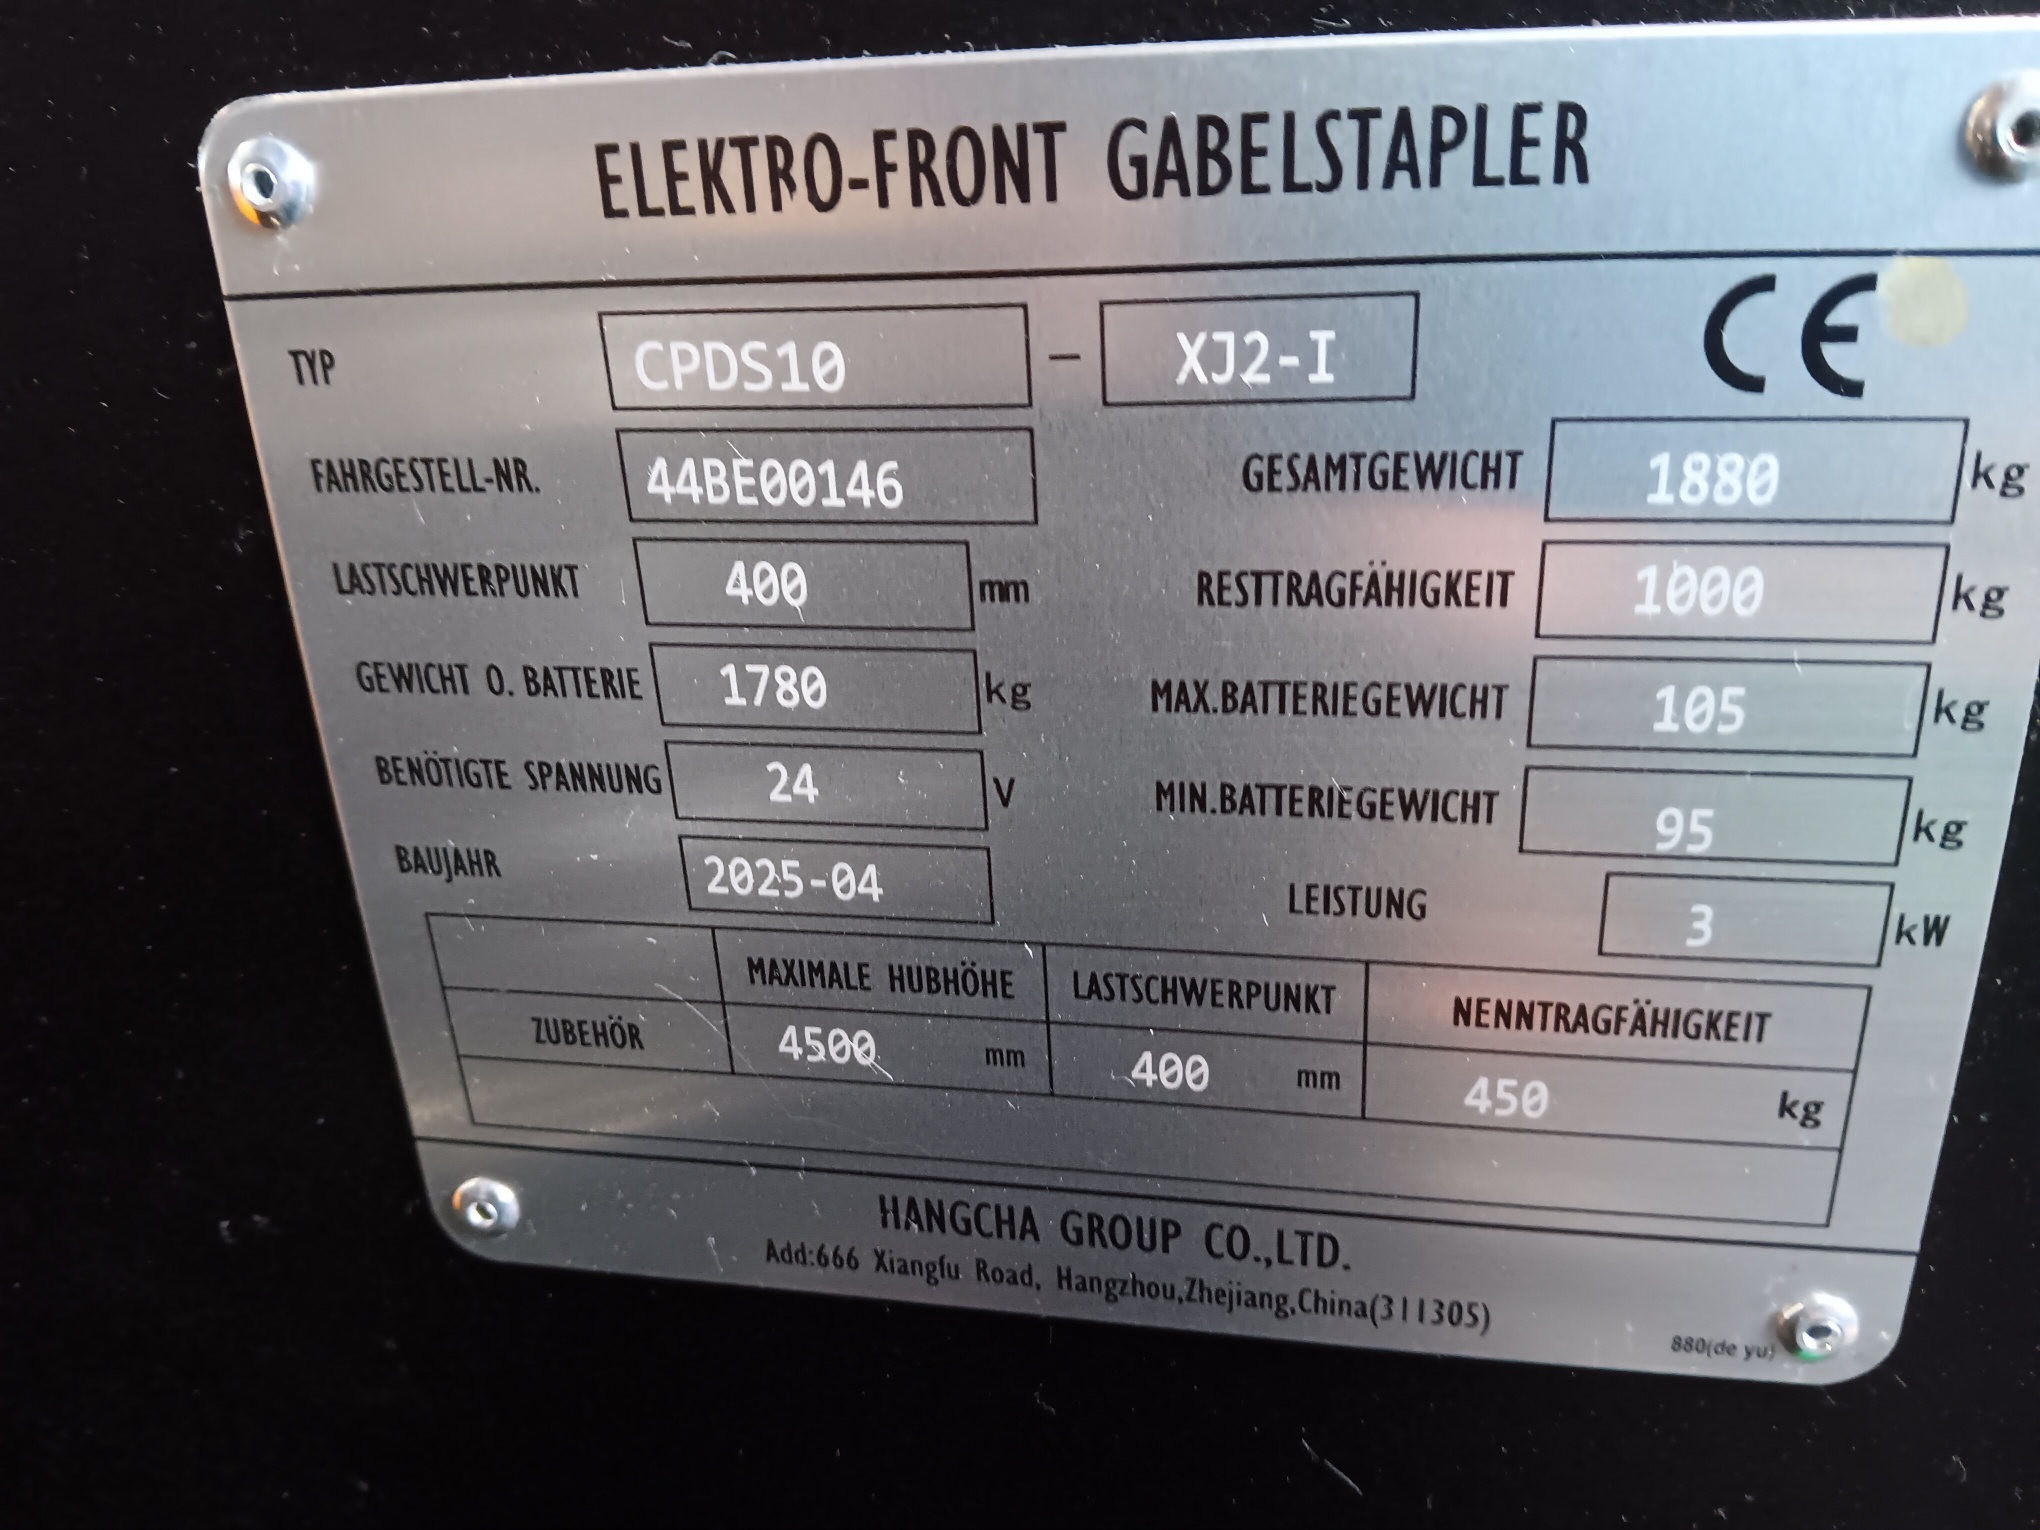 ELEKTRO-FRONT GABELSTAPLER
CE
TYP CPDS10 – XJ2-I
FAHRGESTELL-NR. 44BE00146
GESAMTGEWICHT 1880 kg
LASTSCHWERPUNKT 400 mm
RESTTRAGFÄHIGKEIT 1000 kg
GEWICHT O. BATTERIE 1780 kg
MAX.BATTERIEGEWICHT 105 kg
BENÖTIGTE SPANNUNG 24 V
MIN.BATTERIEGEWICHT 95 kg
BAUJAHR 2025-04
LEISTUNG 3 kW
MAXIMALE HUBHÖHE LASTSCHWERPUNKT NENNTRAGFÄHIGKEIT
ZUBEHÖR 4500 mm 400 mm 450 kg
HANGCHA GROUP CO.,LTD.
Add:666 Xiangfu Road, Hangzhou,Zhejiang,China(311305)
880(de yu)